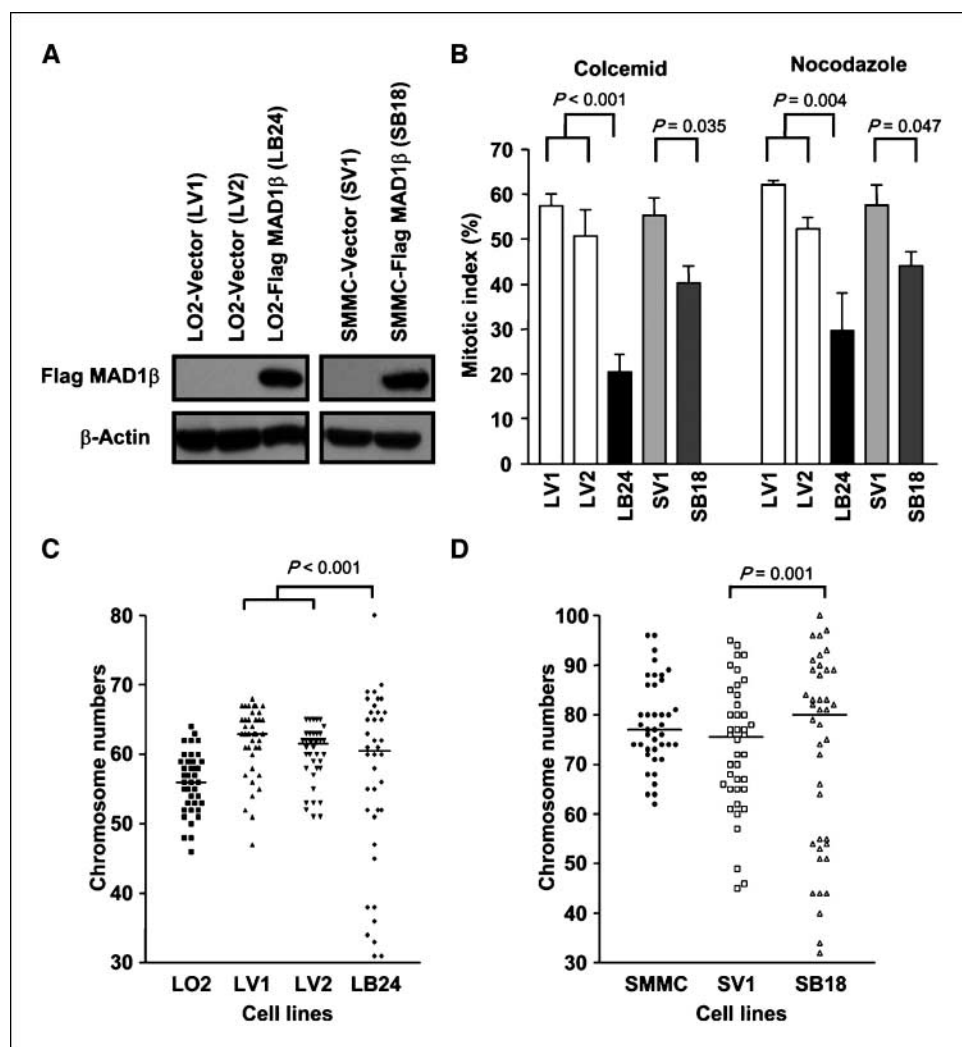 A
LO2-Vector (LV1)
LO2-Vector (LV2)
LO2-Flag MAD1β (LB24)
SMMC-Vector (SV1)
SMMC-Flag MAD1β (SB18)
Flag MAD1β
β-Actin
B
Colcemid
Nocodazole
P < 0.001
P = 0.035
P = 0.004
P = 0.047
Mitotic index (%)
70
60
50
40
30
20
10
0
LV1
LV2
LB24
SV1
SB18
LV1
LV2
LB24
SV1
SB18
C
P < 0.001
Chromosome numbers
80
70
60
50
40
30
LO2
LV1
LV2
LB24
Cell lines
D
P = 0.001
Chromosome numbers
100
90
80
70
60
50
40
30
SMMC
SV1
SB18
Cell lines